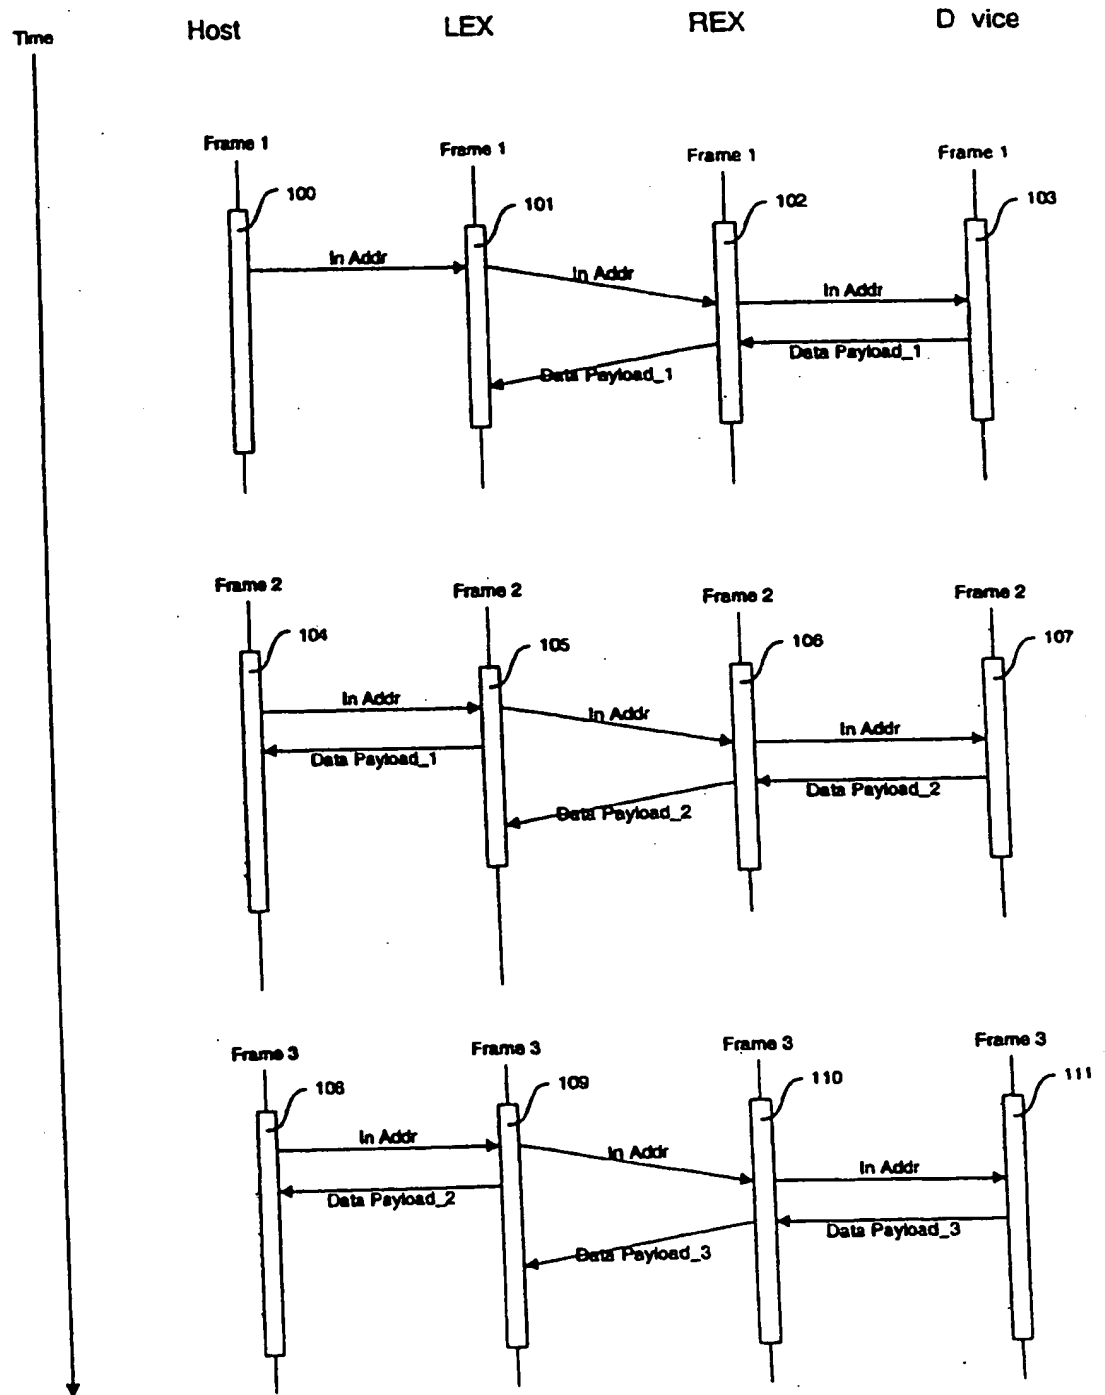 Time Host LEX REX D vice
Frame 1 Frame 1 Frame 1 Frame 1
100 101 102 103
In Addr In Addr In Addr
Data Payload_1 Data Payload_1
Frame 2 Frame 2 Frame 2 Frame 2
104 105 106 107
In Addr In Addr In Addr
Data Payload_1 Data Payload_2 Data Payload_2
Frame 3 Frame 3 Frame 3 Frame 3
108 109 110 111
In Addr In Addr In Addr
Data Payload_2 Data Payload_3 Data Payload_3